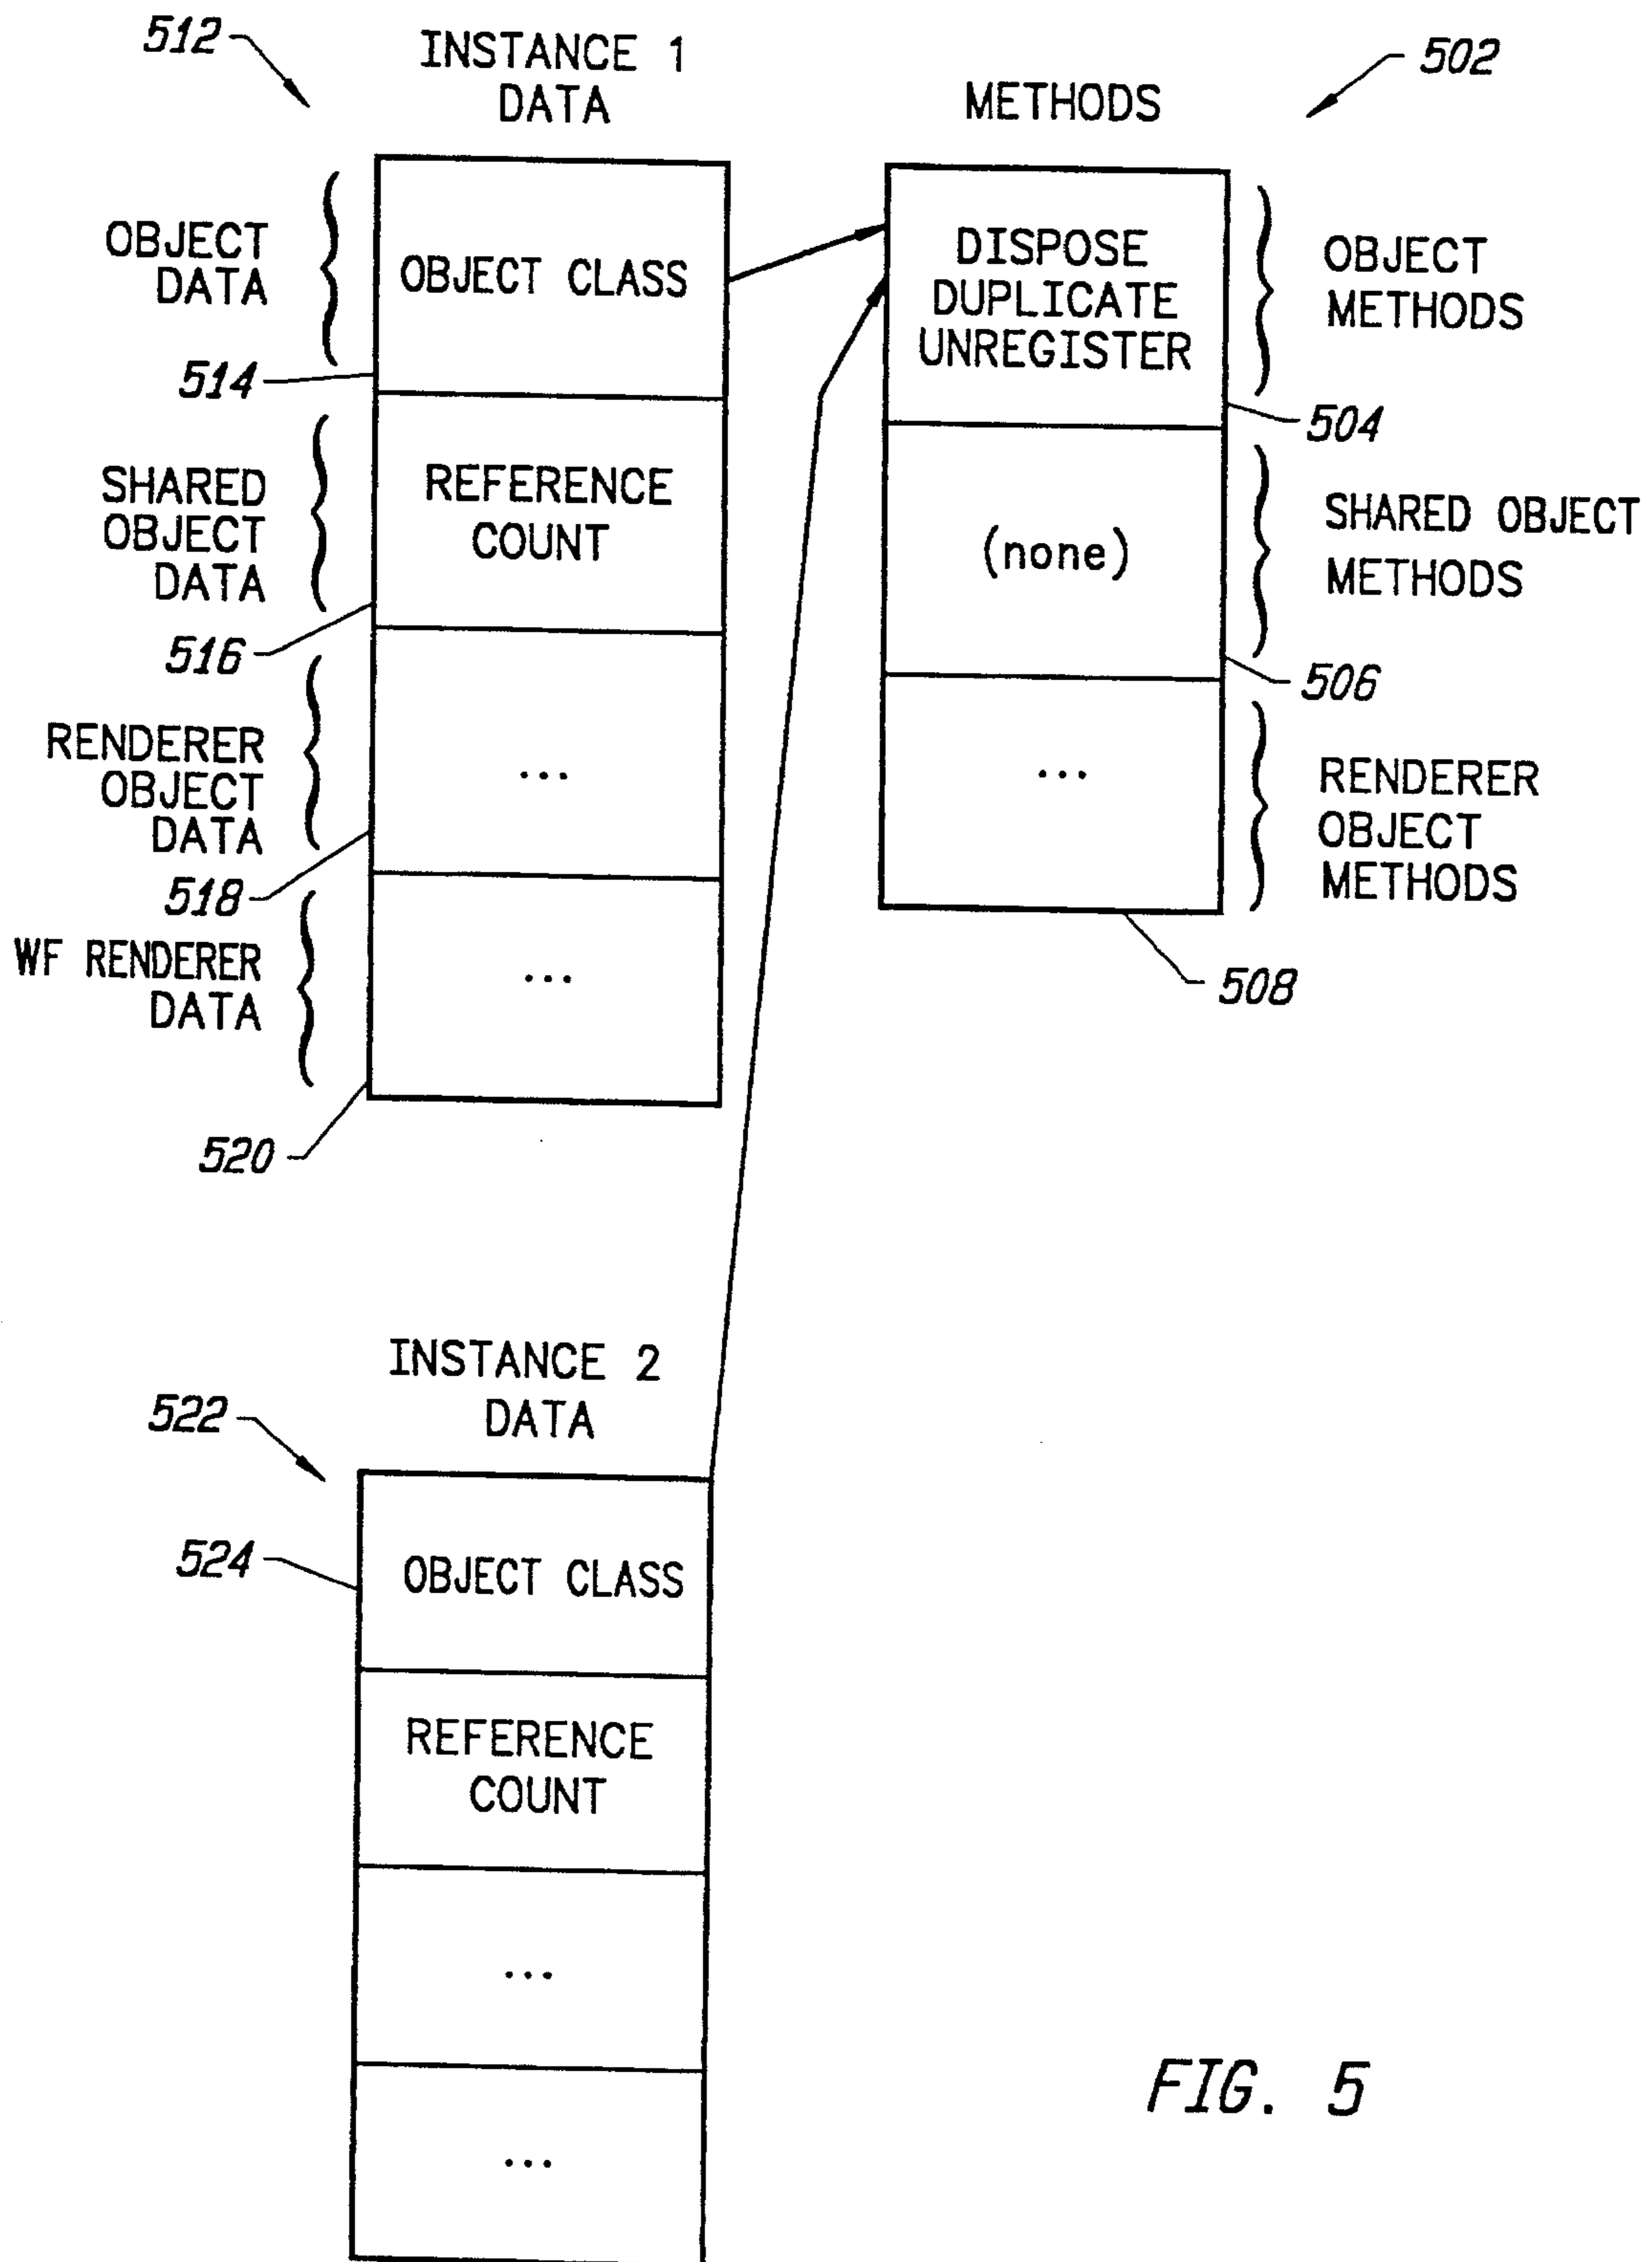 512
INSTANCE 1
DATA
METHODS
502
OBJECT
DATA
OBJECT CLASS
514
DISPOSE
DUPLICATE
UNREGISTER
OBJECT
METHODS
504
SHARED
OBJECT
DATA
REFERENCE
COUNT
516
(none)
SHARED OBJECT
METHODS
506
RENDERER
OBJECT
DATA
...
518
...
RENDERER
OBJECT
METHODS
508
WF RENDERER
DATA
...
520
INSTANCE 2
DATA
522
524
OBJECT CLASS
REFERENCE
COUNT
...
...
FIG. 5